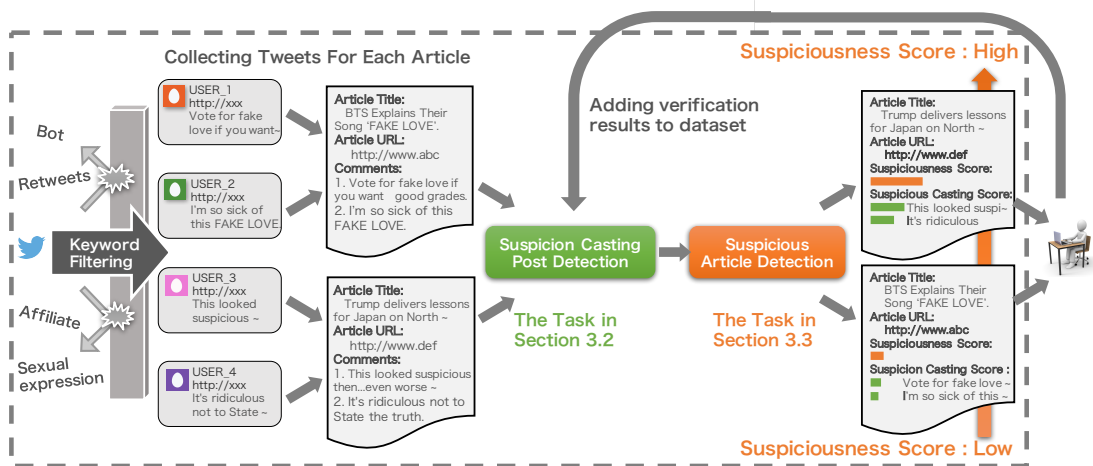 Collecting Tweets For Each Article
Bot
Retweets
Keyword
Filtering
Affiliate
Sexual
expression
USER_1
http://xxx
Vote for fake
love if you want~
USER_2
http://xxx
I'm so sick of
this FAKE LOVE.
USER_3
http://xxx
This looked
suspicious ~
USER_4
http://xxx
It's ridiculous
not to State ~
Article Title:
BTS Explains Their
Song 'FAKE LOVE'.
Article URL:
http://www.abc
Comments:
1. Vote for fake love if
you want good grades.
2. I'm so sick of this
FAKE LOVE.
Article Title:
Trump delivers lessons
for Japan on North ~
Article URL:
http://www.def
Comments:
1. This looked suspicious
then...even worse ~
2. It's ridiculous not to
State the truth.
Adding verification
results to dataset
Suspicion Casting
Post Detection
The Task in
Section 3.2
Suspicious
Article Detection
The Task in
Section 3.3
Suspiciousness Score : High
Article Title:
Trump delivers lessons
for Japan on North ~
Article URL:
http://www.def
Suspiciousness Score:
Suspicious Casting Score:
This looked suspi~
It's ridiculous
Article Title:
BTS Explains Their
Song 'FAKE LOVE'.
Article URL:
http://www.abc
Suspiciousness Score:
Suspicion Casting Score :
Vote for fake love ~
I'm so sick of this ~
Suspiciousness Score : Low